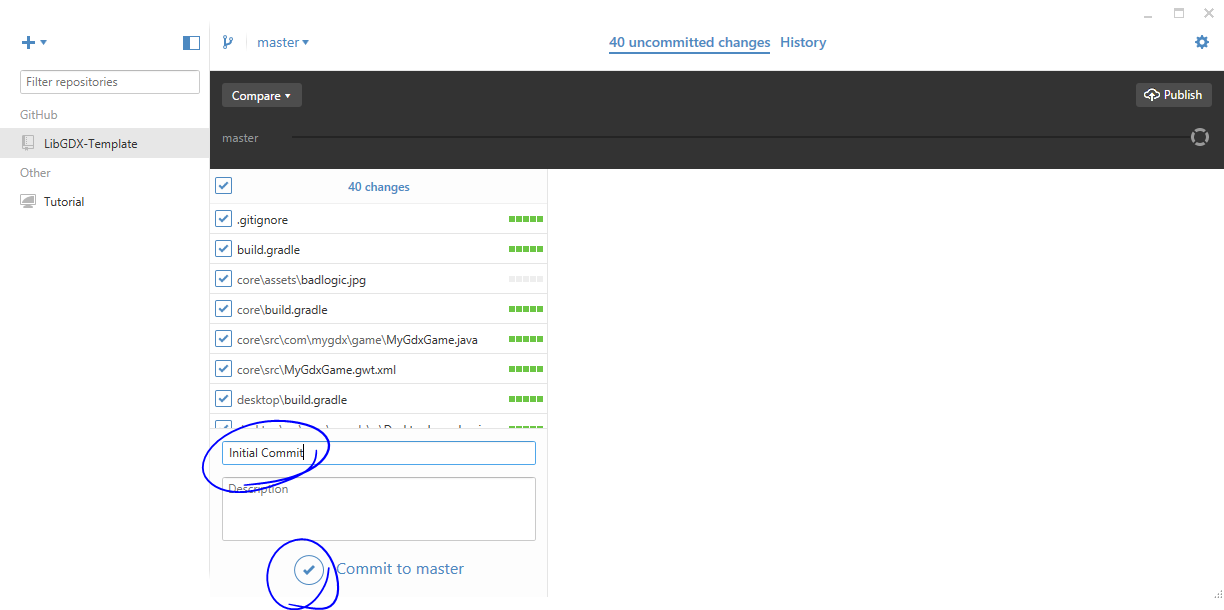 master
40 uncommitted changes
History
Filter repositories
GitHub
LibGDX-Template
Other
Tutorial
Compare
Publish
master
40 changes
.gitignore
build.gradle
core\assets\badlogic.jpg
core\build.gradle
core\src\com\mygdx\game\MyGdxGame.java
core\src\MyGdxGame.gwt.xml
desktop\build.gradle
Initial Commit
Description
Commit to master